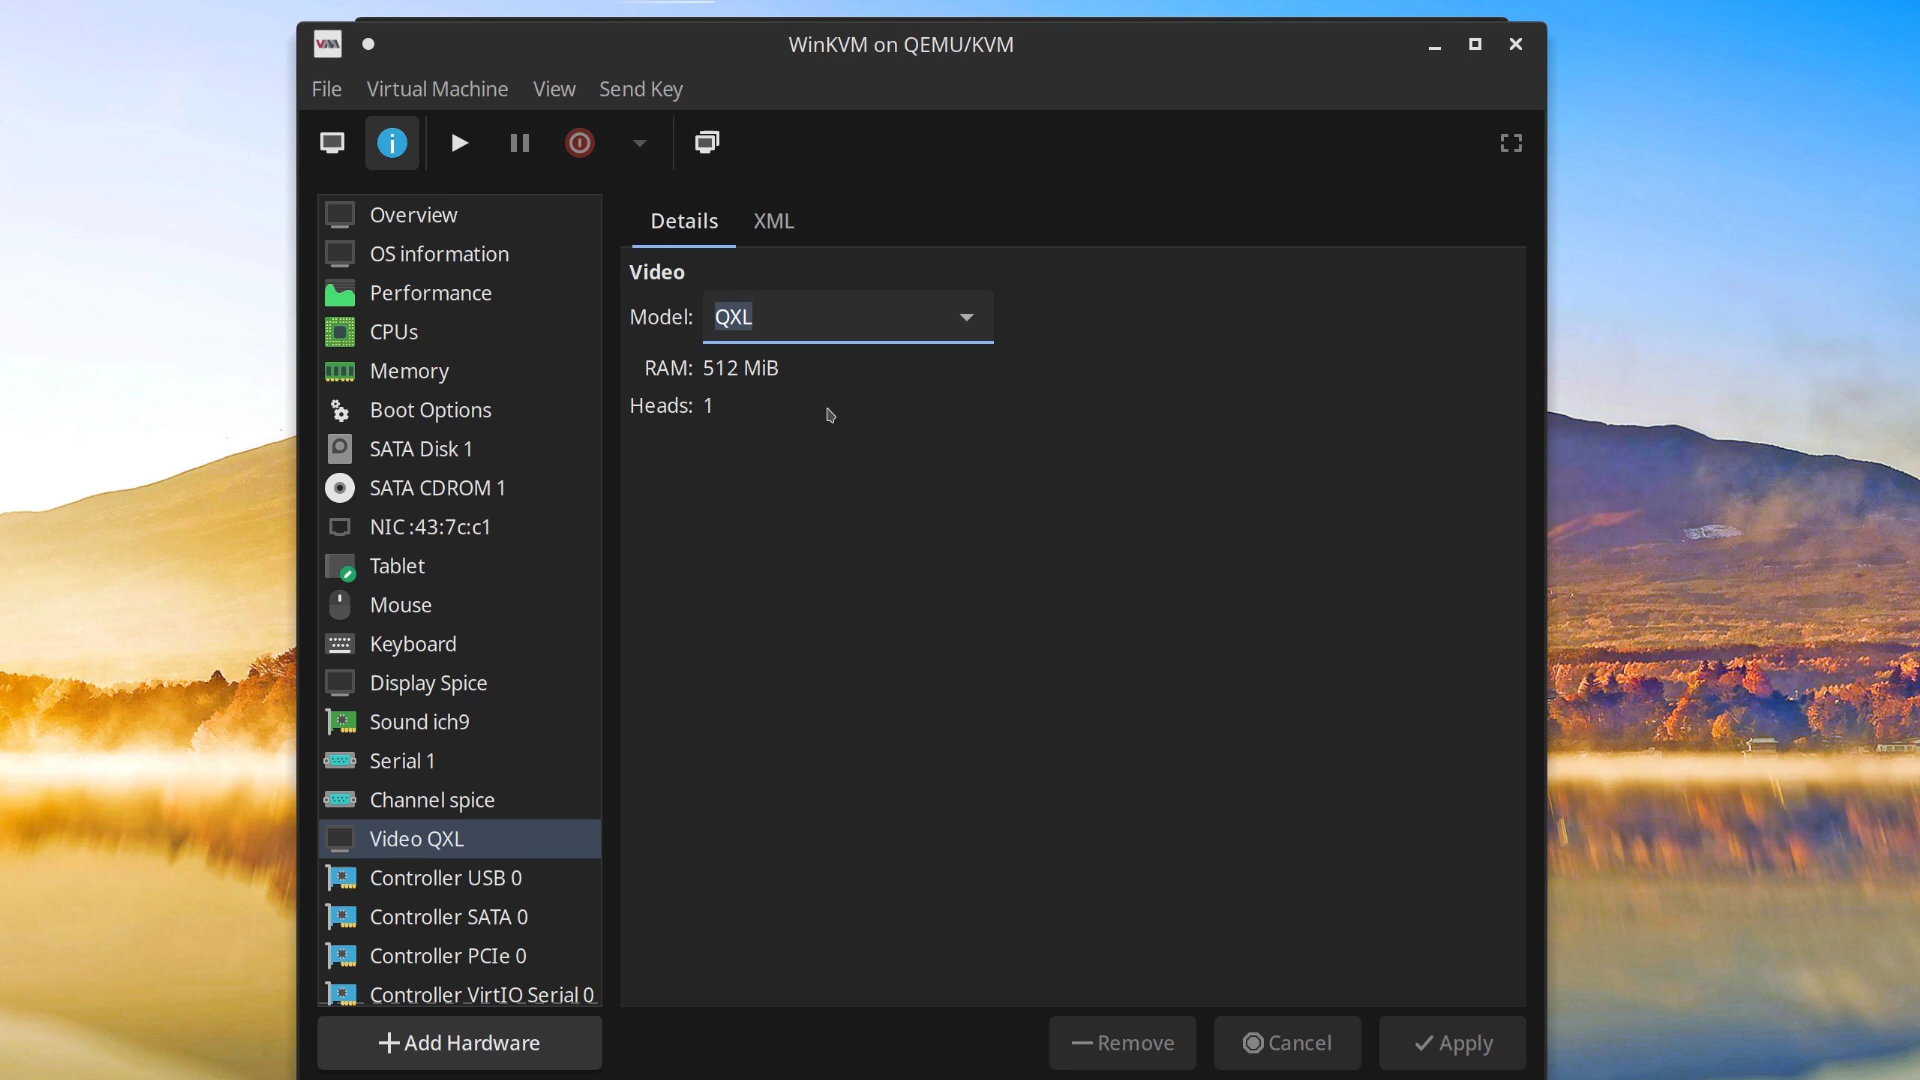 WinKVM on QEMU/KVM
File Virtual Machine View Send Key
Overview
OS information
Performance
CPUs
Memory
Boot Options
SATA Disk 1
SATA CDROM 1
NIC :43:7c:c1
Tablet
Mouse
Keyboard
Display Spice
Sound ich9
Serial 1
Channel spice
Video QXL
Controller USB 0
Controller SATA 0
Controller PCIe 0
Controller VirtIO Serial 0
Add Hardware
Details XML
Video
Model: QXL
RAM: 512 MiB
Heads: 1
Remove Cancel Apply